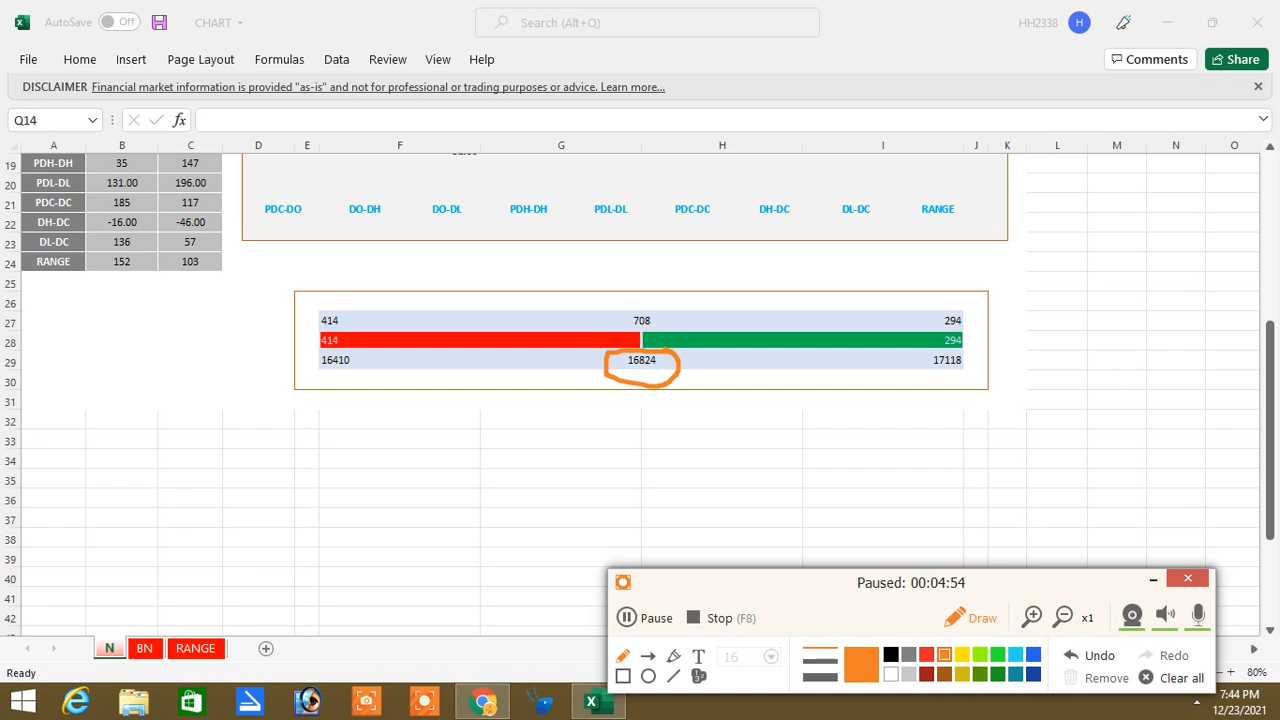 AutoSave Off CHART Search (Alt+Q) HH2338 H
File Home Insert Page Layout Formulas Data Review View Help Comments Share
DISCLAIMER Financial market information is provided "as-is" and not for professional or trading purposes or advice. Learn more...
Q14 fx
A B C D E F G H I J K L M N O
19 PDH-DH 35 147
20 PDL-DL 131.00 196.00
21 PDC-DC 185 117
22 DH-DC -16.00 -46.00
23 DL-DC 136 57
24 RANGE 152 103
PDC-DO DO-DH DO-DL PDH-DH PDL-DL PDC-DC DH-DC DL-DC RANGE
25
26
27 414 708 294
28 414 294
29 16410 16824 17118
30
31
32
33
34
35
36
37
38
39
40
41
42
Paused: 00:04:54
Pause Stop (F8) Draw x1
T 16 Undo Redo
Remove Clear all
N BN RANGE
Ready 80%
7:44 PM
12/23/2021